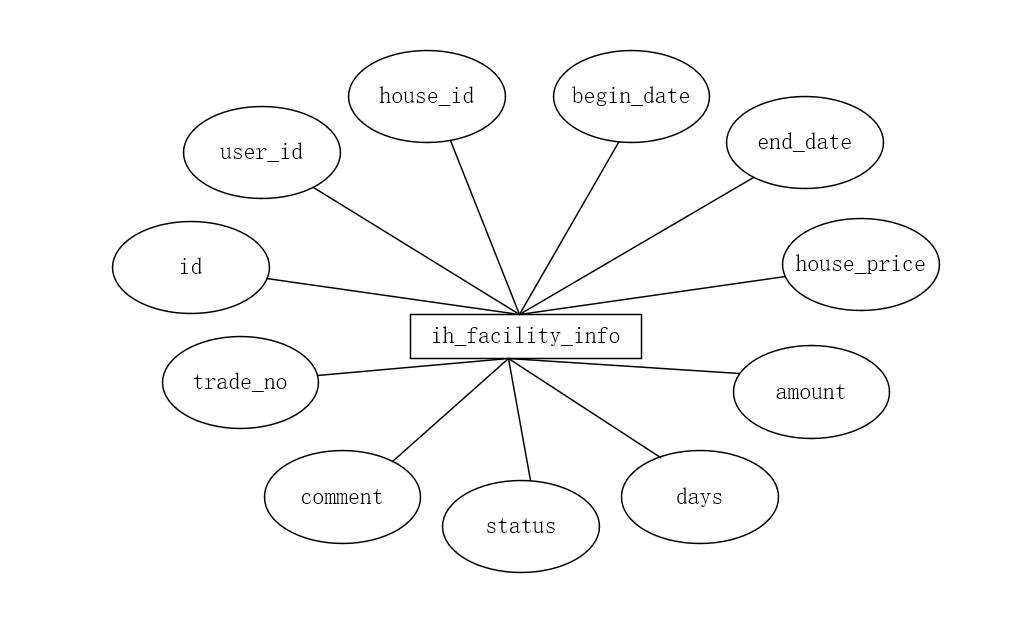 house_id
begin_date
end_date
user_id
id
house_price
ih_facility_info
trade_no
amount
comment
days
status